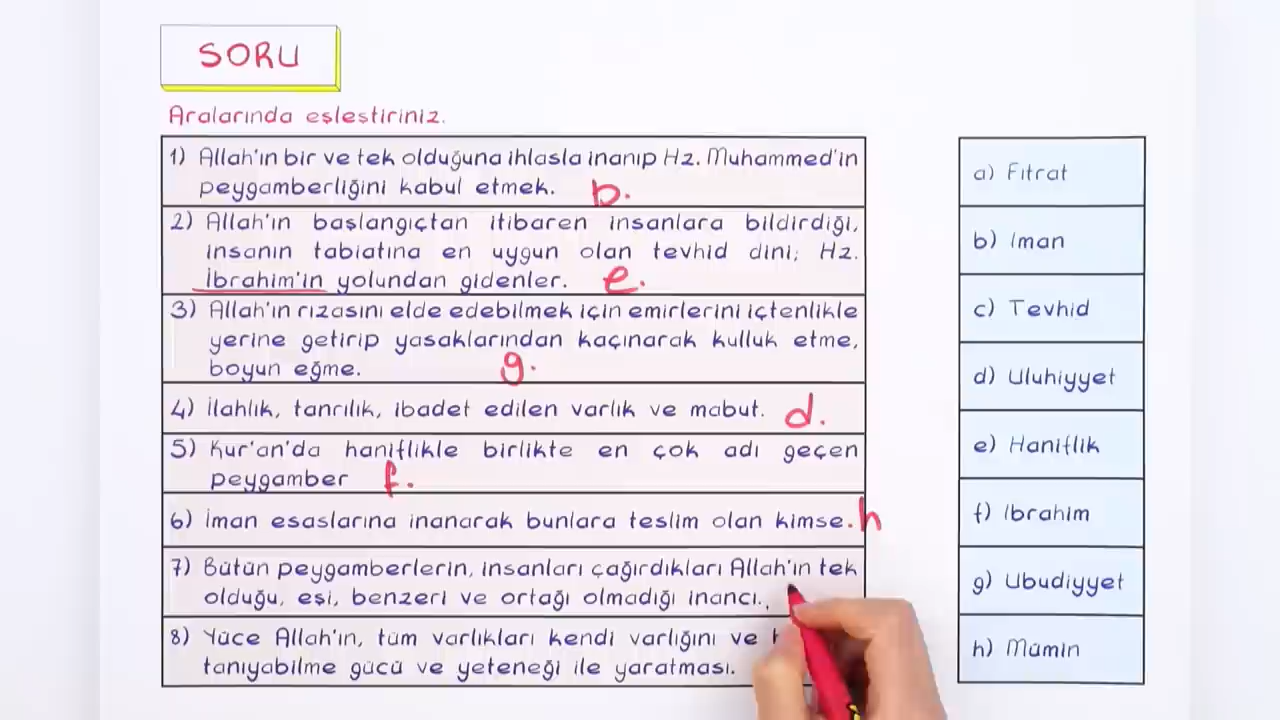 SORU
Aralarında eşleştiriniz.
1) Allah'ın bir ve tek olduğuna ihlasla inanıp Hz. Muhammed'in
peygamberliğini kabul etmek. b.
2) Allah'ın başlangıçtan itibaren insanlara bildirdiği,
insanın tabiatına en uygun olan tevhid dini; Hz.
İbrahim'in yolundan gidenler. e.
3) Allah'ın rızasını elde edebilmek için emirlerini içtenlikle
yerine getirip yasaklarından kaçınarak kulluk etme,
boyun eğme. g.
4) İlahlık, tanrılık, ibadet edilen varlık ve mabut. d.
5) Kur'an'da haniflikle birlikte en çok adı geçen
peygamber f.
6) İman esaslarına inanarak bunlara teslim olan kimse. h
7) Bütün peygamberlerin, insanları çağırdıkları Allah'ın tek
olduğu, eşi, benzeri ve ortağı olmadığı inancı.
8) Yüce Allah'ın, tüm varlıkları kendi varlığını ve
tanıyabilme gücü ve yeteneği ile yaratması.
a) Fıtrat
b) İman
c) Tevhid
d) Uluhiyyet
e) Haniflik
f) İbrahim
g) Ubudiyyet
h) Mümin